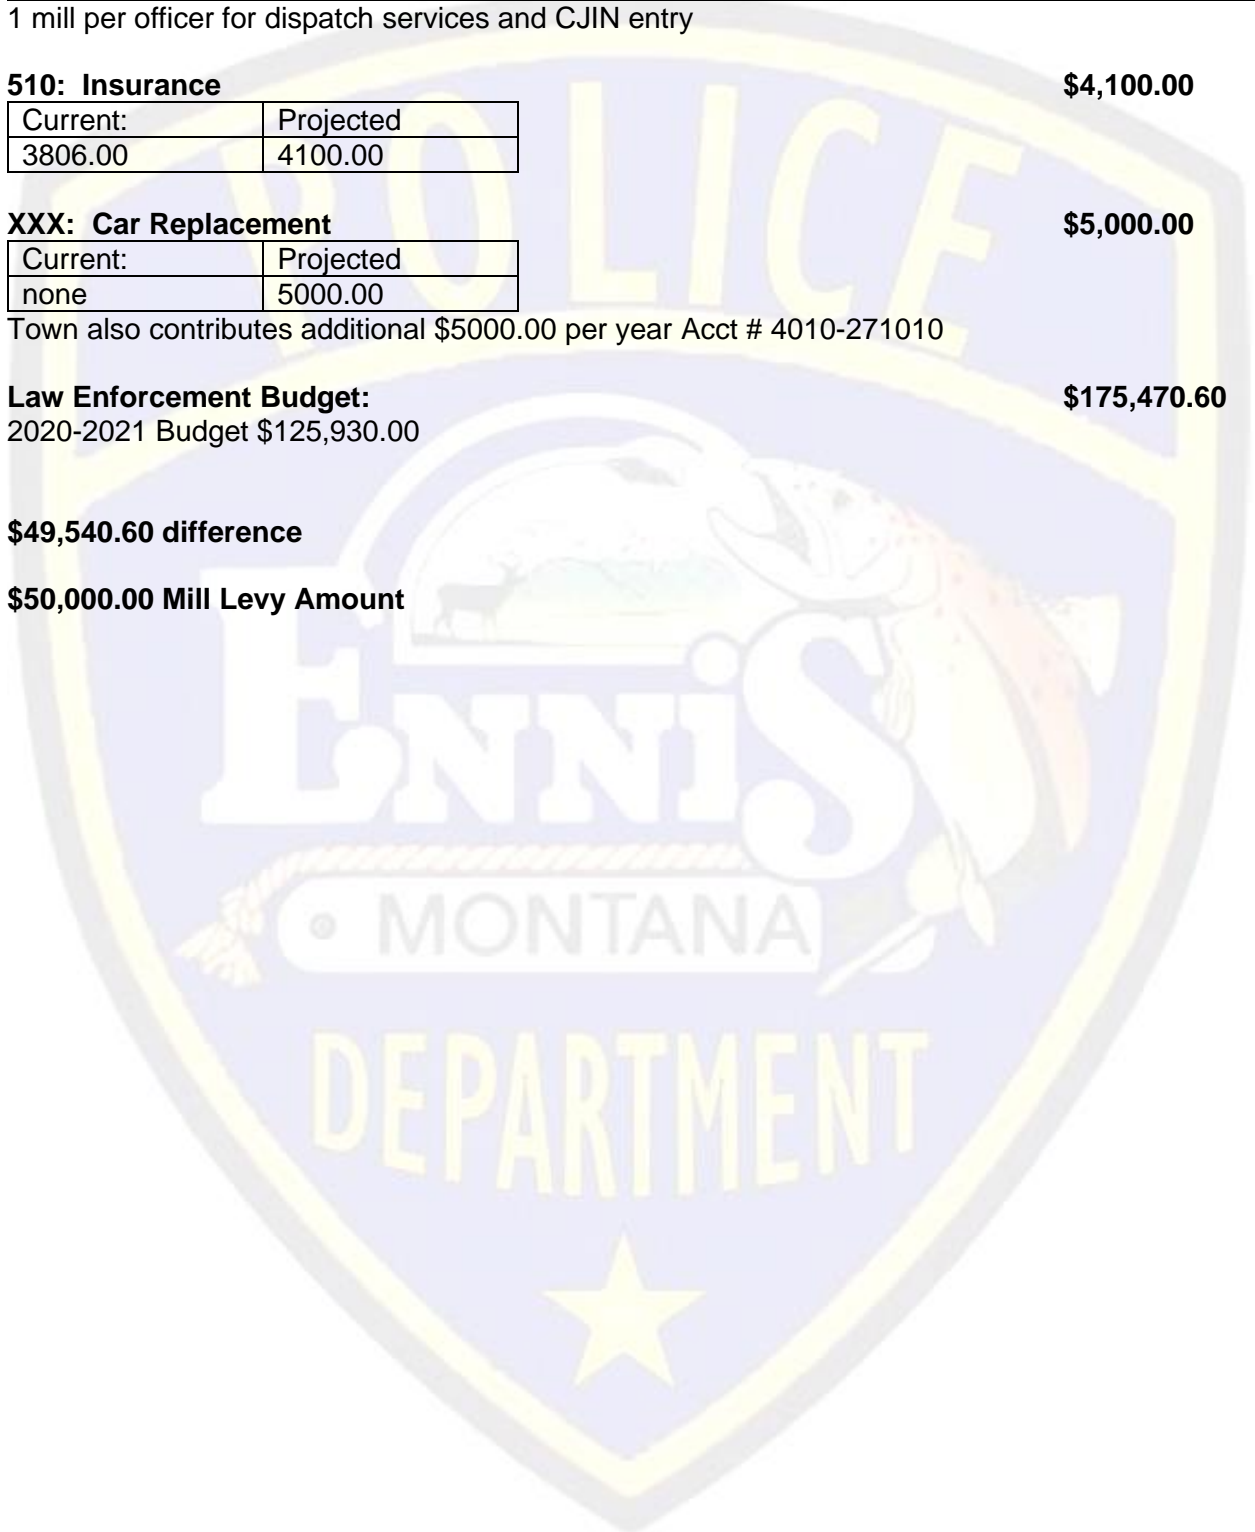 1 mill per officer for dispatch services and CJIN entry
510: Insurance $4,100.00
Current: Projected
3806.00 4100.00
XXX: Car Replacement $5,000.00
Current: Projected
none 5000.00
Town also contributes additional $5000.00 per year Acct # 4010-271010
Law Enforcement Budget: $175,470.60
2020-2021 Budget $125,930.00
$49,540.60 difference
$50,000.00 Mill Levy Amount
POLICE
ENNIS
MONTANA
DEPARTMENT